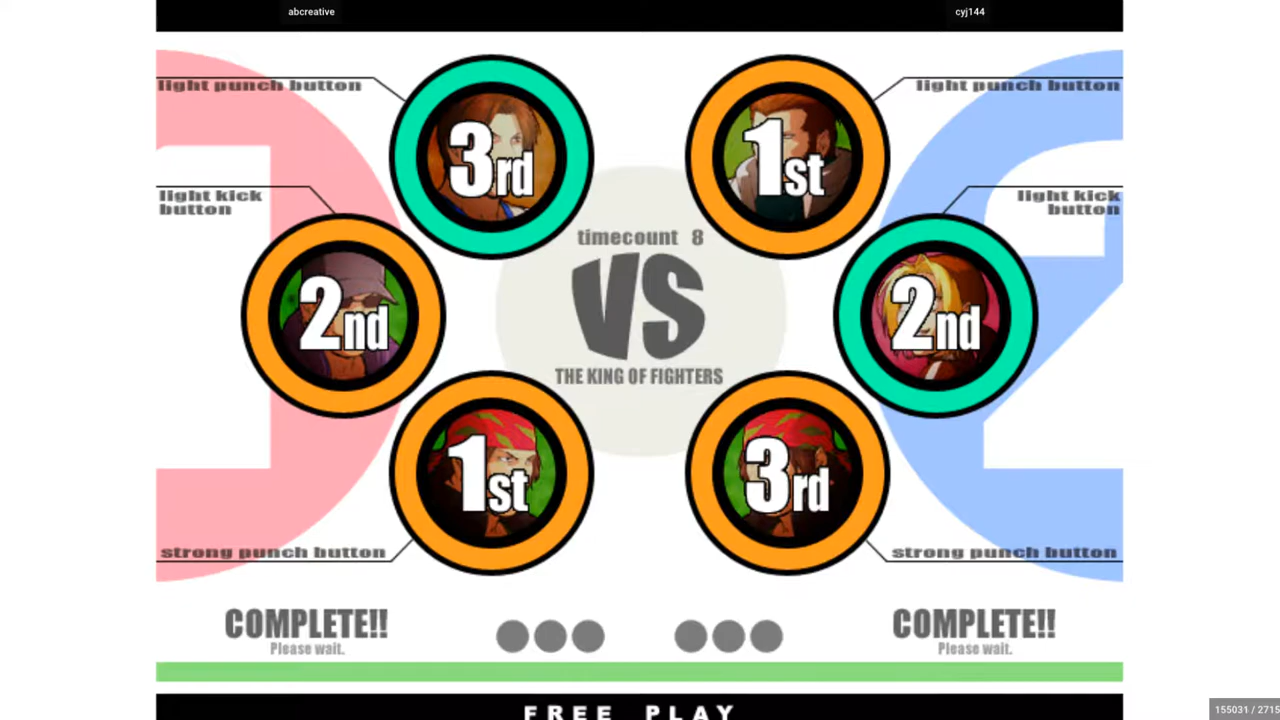 abcreative
cyj144
light punch button
light punch button
3rd
1st
light kick
button
light kick
button
timecount 8
VS
THE KING OF FIGHTERS
2nd
2nd
1st
3rd
strong punch button
strong punch button
COMPLETE!!
Please wait.
COMPLETE!!
Please wait.
FREE PLAY
155031 / 2715